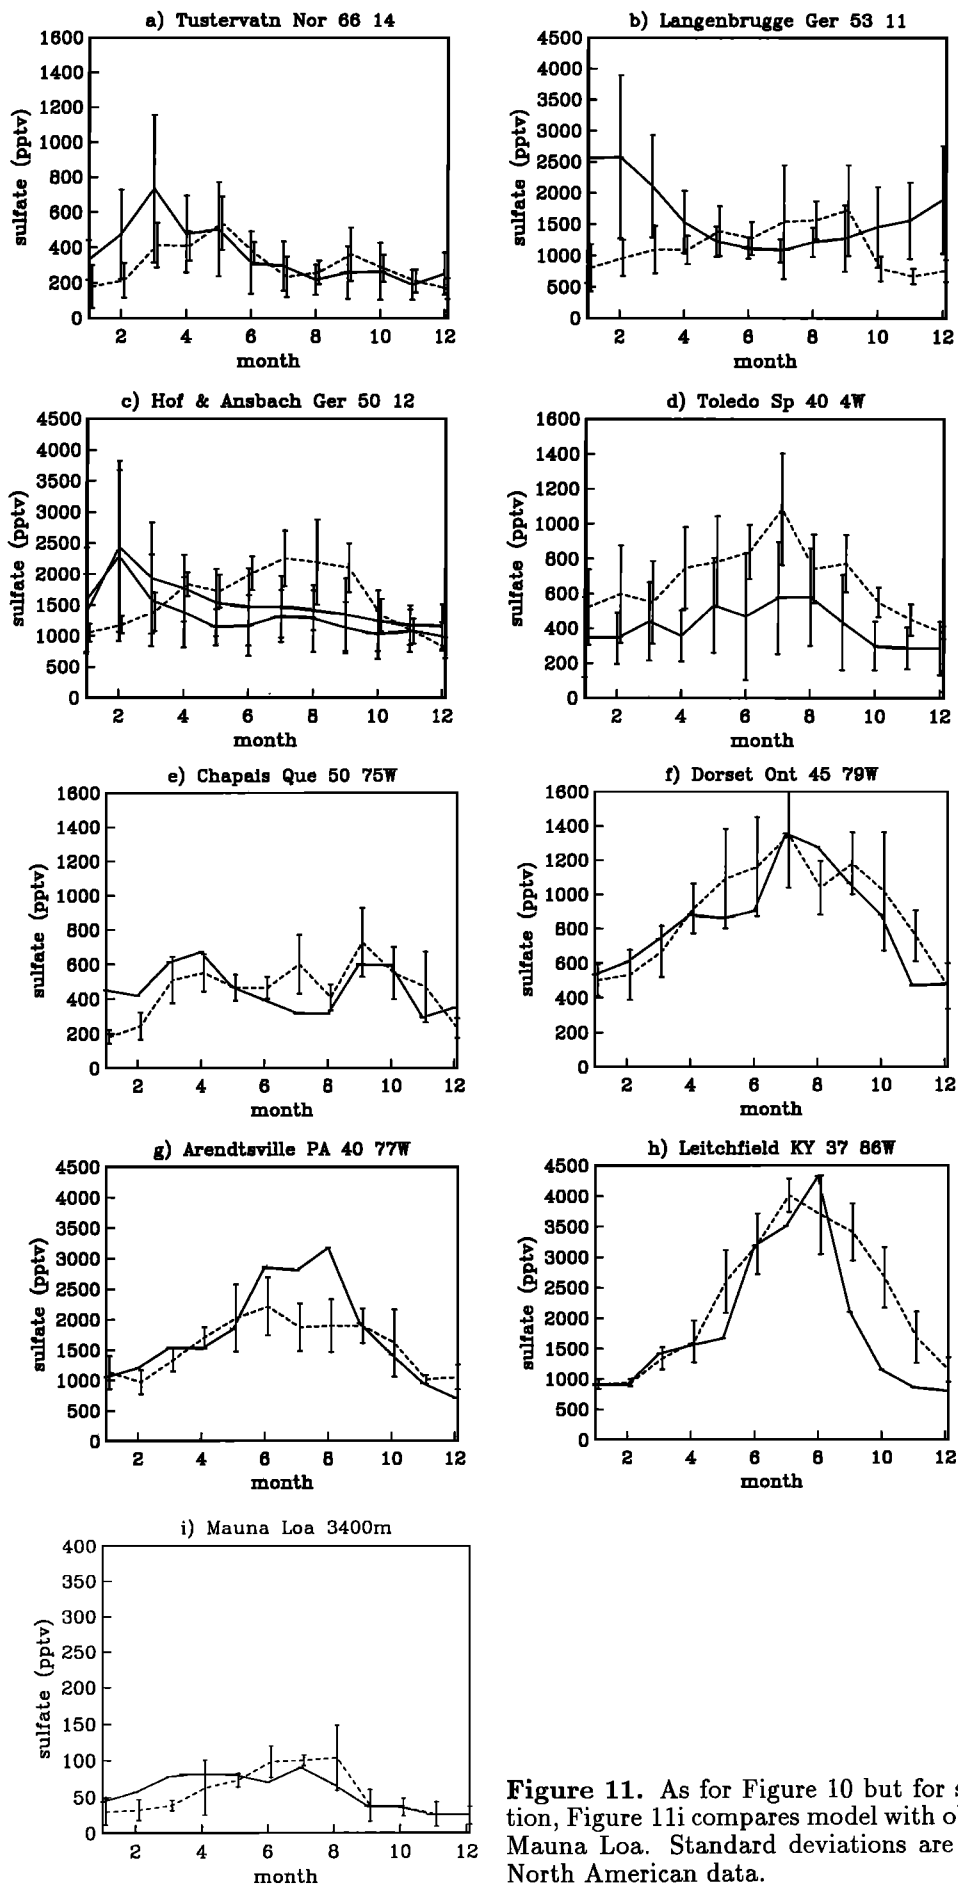 a) Tustervatn Nor 66 14
1600
1400
1200
1000
800
600
400
200
0
sulfate (pptv)
2 4 6 8 10 12
month
b) Langenbrugge Ger 53 11
4500
4000
3500
3000
2500
2000
1500
1000
500
0
sulfate (pptv)
2 4 6 8 10 12
month
c) Hof & Ansbach Ger 50 12
4500
4000
3500
3000
2500
2000
1500
1000
500
0
sulfate (pptv)
2 4 6 8 10 12
month
d) Toledo Sp 40 4W
1600
1400
1200
1000
800
600
400
200
0
sulfate (pptv)
2 4 6 8 10 12
month
e) Chapais Que 50 75W
1600
1400
1200
1000
800
600
400
200
0
sulfate (pptv)
2 4 6 8 10 12
month
f) Dorset Ont 45 79W
1600
1400
1200
1000
800
600
400
200
0
sulfate (pptv)
2 4 6 8 10 12
month
g) Arendtsville PA 40 77W
4500
4000
3500
3000
2500
2000
1500
1000
500
0
sulfate (pptv)
2 4 6 8 10 12
month
h) Leitchfield KY 37 86W
4500
4000
3500
3000
2500
2000
1500
1000
500
0
sulfate (pptv)
2 4 6 8 10 12
month
i) Mauna Loa 3400m
400
350
300
250
200
150
100
50
0
sulfate (pptv)
2 4 6 8 10 12
month
Figure 11. As for Figure 10 but for
tion, Figure 11i compares model with
Mauna Loa. Standard deviations are
North American data.